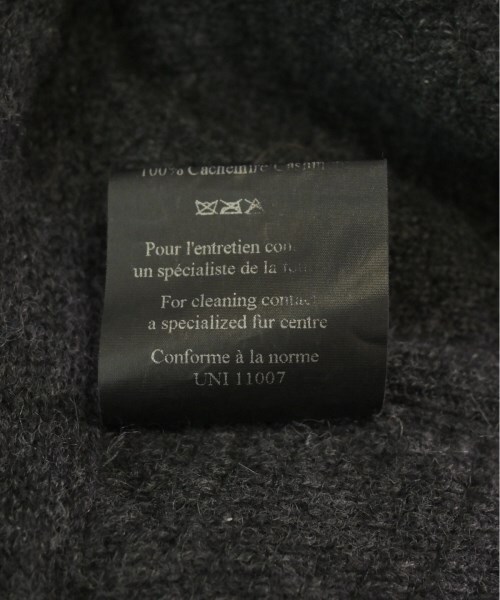 100% Cachemire
Pour l'entretien
un spécialiste de la
For cleaning contact
a specialized fur centre
Conforme à la norme
UNI 11007